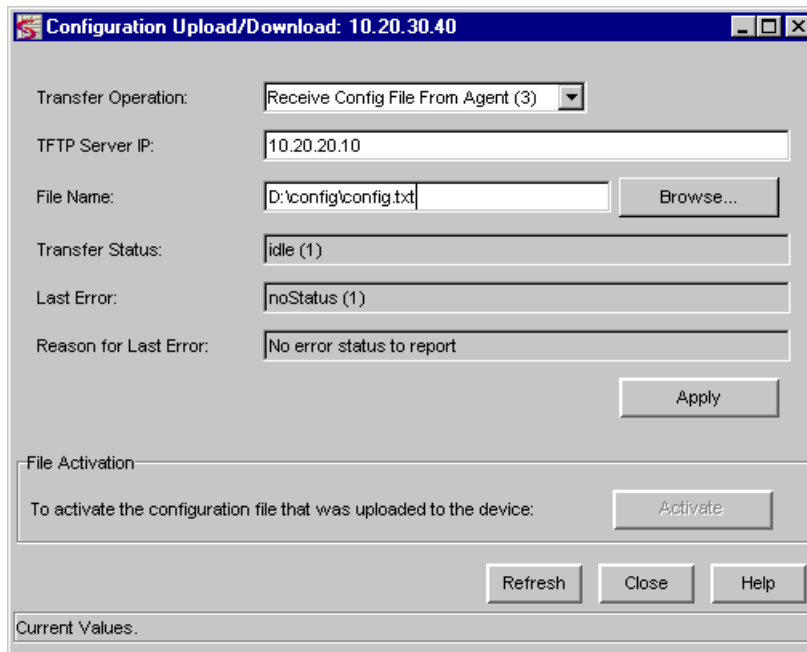 Configuration Upload/Download: 10.20.30.40
Transfer Operation: Receive Config File From Agent (3)
TFTP Server IP: 10.20.20.10
File Name: D:\config\config.txt Browse...
Transfer Status: idle (1)
Last Error: noStatus (1)
Reason for Last Error: No error status to report
Apply
File Activation
To activate the configuration file that was uploaded to the device: Activate
Refresh Close Help
Current Values.